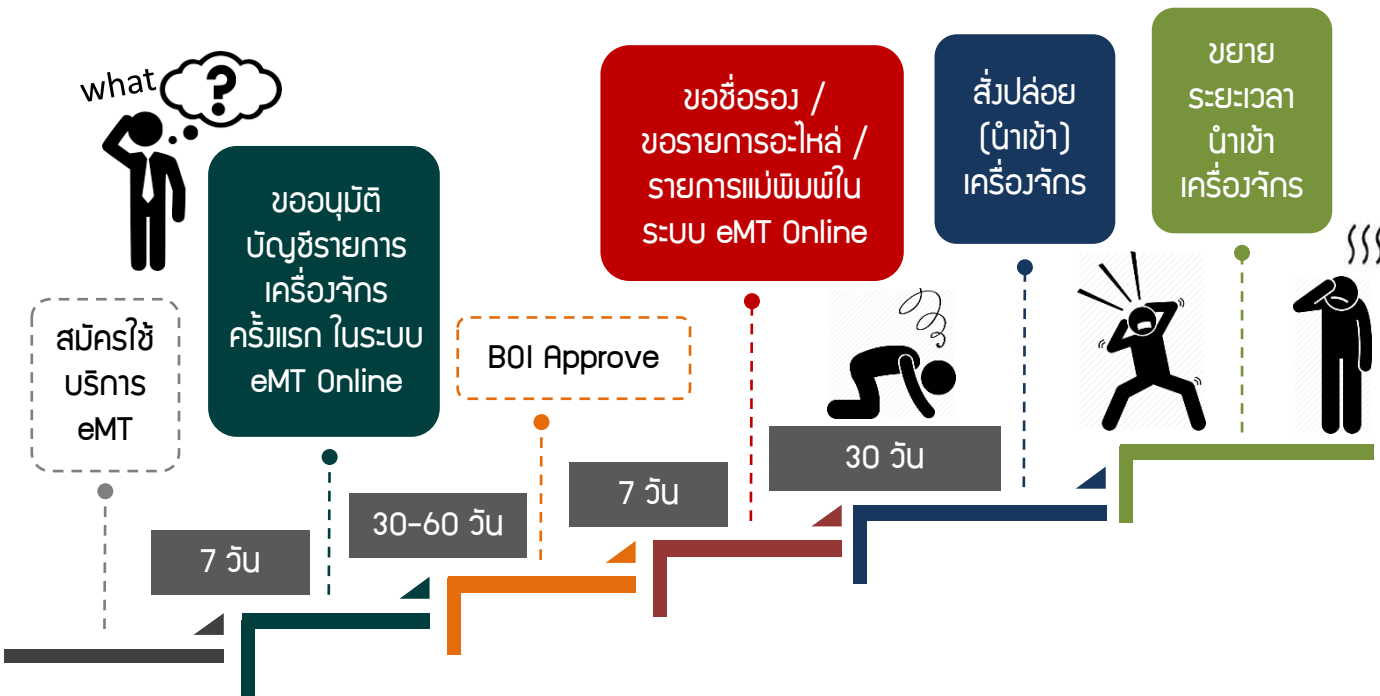 what
?
สมัครใช้
บริการ
eMT
7 วัน
ขออนุมัติ
บัญชีรายการ
เครื่องจักร
ครั้งแรก ในระบบ
eMT Online
30-60 วัน
BOI Approve
7 วัน
ขอชื่อรอง /
ขอรายการอะไหล่ /
รายการแม่พิมพ์ใน
ระบบ eMT Online
30 วัน
สั่งปล่อย
(นำเข้า)
เครื่องจักร
ขยาย
ระยะเวลา
นำเข้า
เครื่องจักร